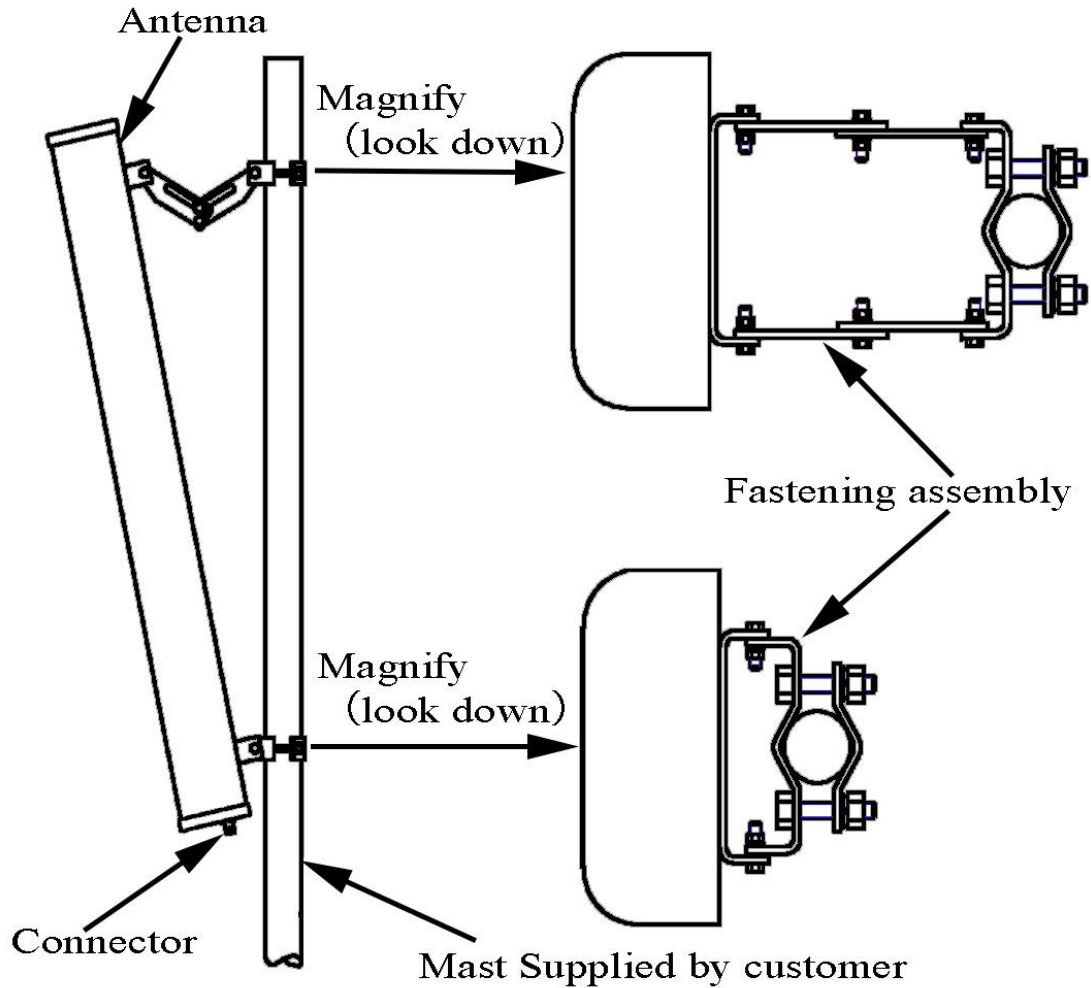 Antenna
Magnify
（look down）
Fastening assembly
Magnify
（look down）
Connector
Mast Supplied by customer